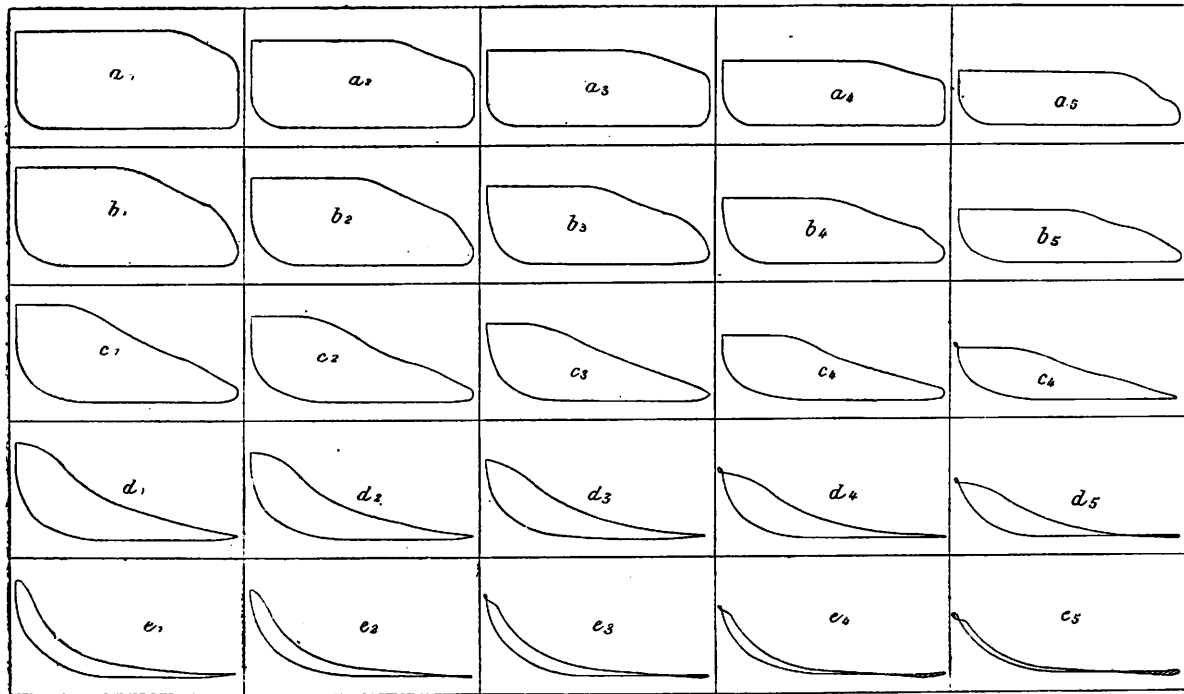 a1 a2 a3 a4 a5
b1 b2 b3 b4 b5
c1 c2 c3 c4 c4
d1 d2 d3 d4 d5
e1 e2 e3 e4 e5